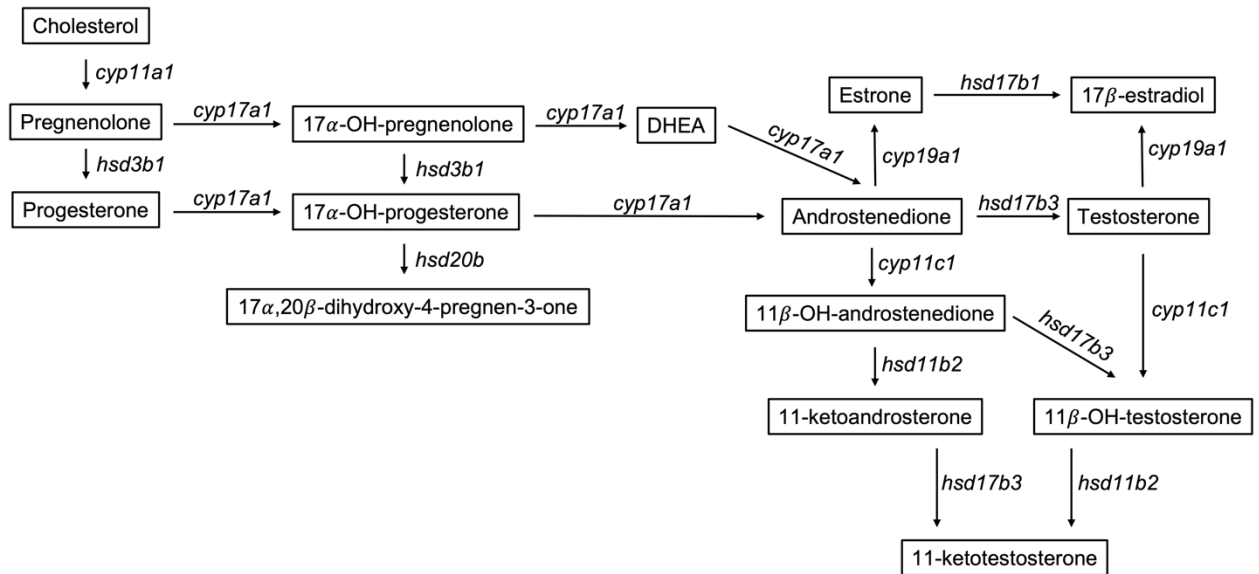 Cholesterol
cyp11a1
Pregnenolone
cyp17a1
17α-OH-pregnenolone
cyp17a1
DHEA
cyp17a1
Estrone
hsd17b1
17β-estradiol
hsd3b1
hsd3b1
cyp19a1
cyp19a1
Progesterone
cyp17a1
17α-OH-progesterone
cyp17a1
Androstenedione
hsd17b3
Testosterone
hsd20b
cyp11c1
17α,20β-dihydroxy-4-pregnen-3-one
11β-OH-androstenedione
hsd17b3
cyp11c1
hsd11b2
11-ketoandrosterone
11β-OH-testosterone
hsd17b3
hsd11b2
11-ketotestosterone